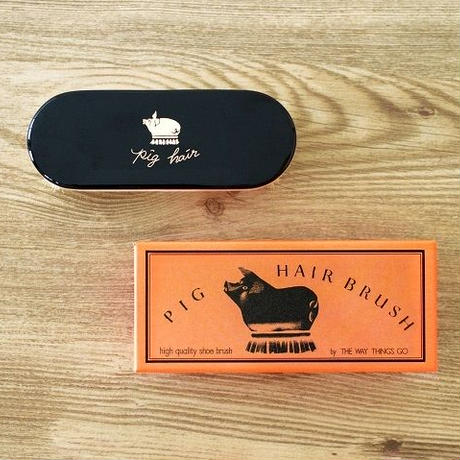 pig hair
PIG HAIR BRUSH
high quality shoe brush
by THE WAY THINGS GO